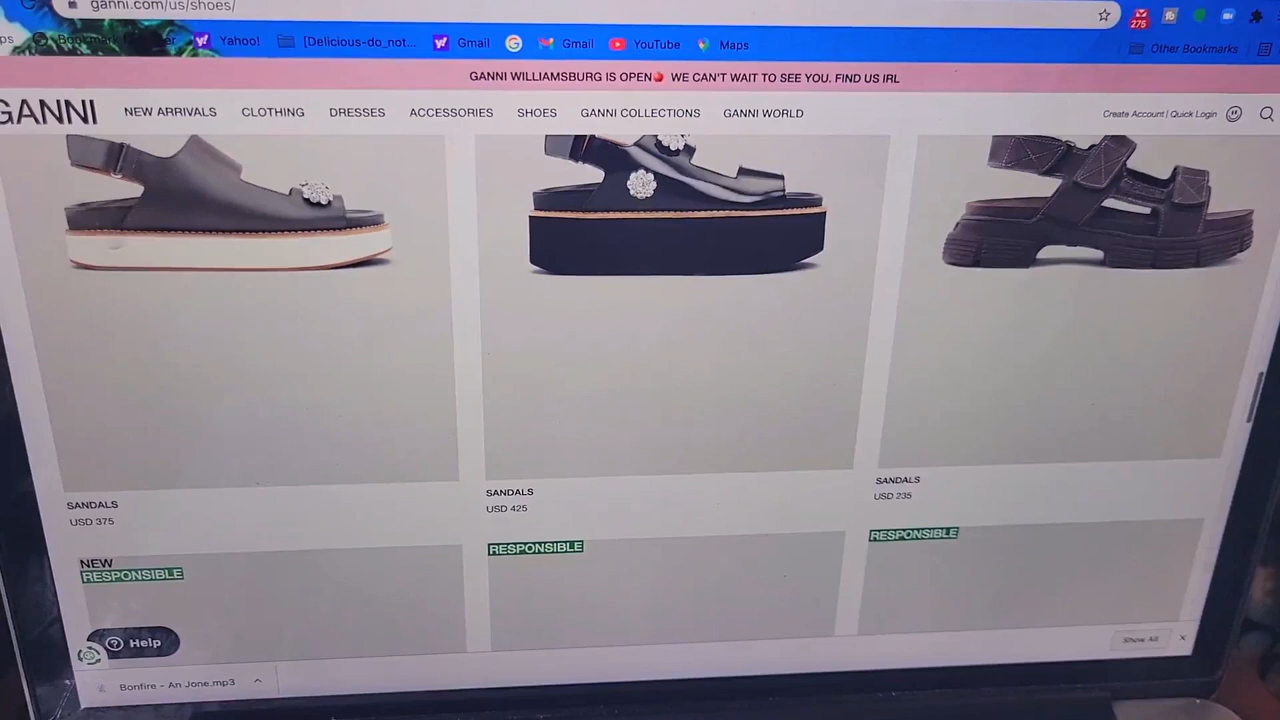 ganni.com/us/shoes/
275
Yahoo! [Delicious-do_not... Gmail Gmail YouTube Maps Other Bookmarks
GANNI WILLIAMSBURG IS OPEN WE CAN'T WAIT TO SEE YOU. FIND US IRL
GANNI NEW ARRIVALS CLOTHING DRESSES ACCESSORIES SHOES GANNI COLLECTIONS GANNI WORLD Create Account | Quick Login
SANDALS
USD 375
SANDALS
USD 425
SANDALS
USD 235
NEW
RESPONSIBLE
RESPONSIBLE
RESPONSIBLE
Help
Show All
Bonfire - An Jone.mp3